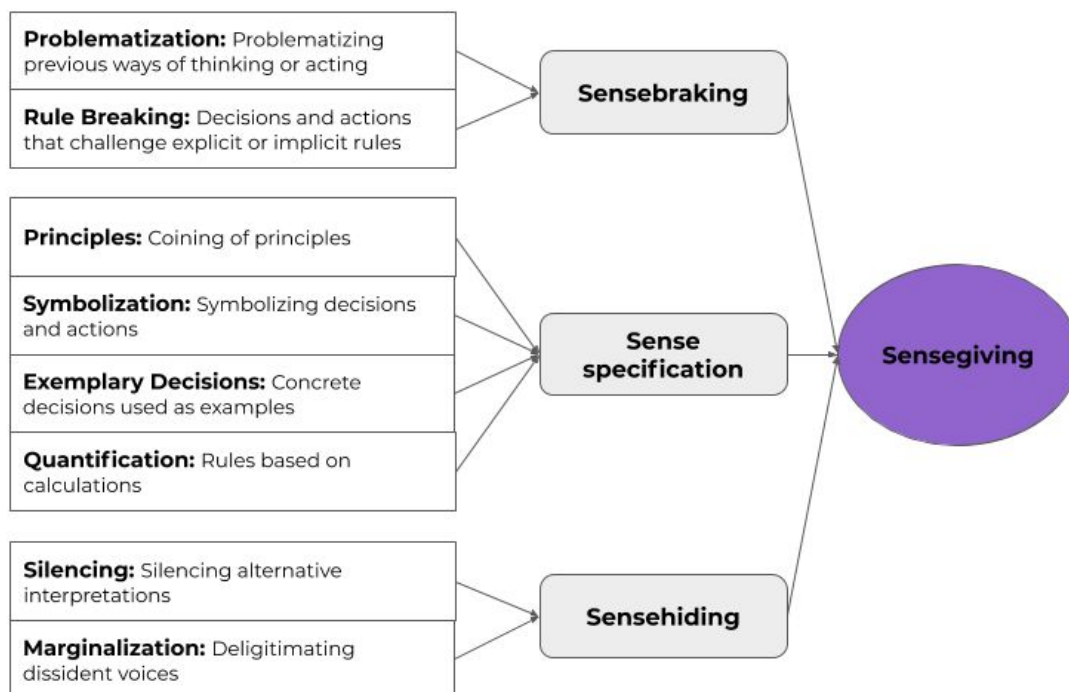 Problematization: Problematizing
previous ways of thinking or acting
Rule Breaking: Decisions and actions
that challenge explicit or implicit rules
Sensebraking
Principles: Coining of principles
Symbolization: Symbolizing decisions
and actions
Exemplary Decisions: Concrete
decisions used as examples
Quantification: Rules based on
calculations
Sense
specification
Silencing: Silencing alternative
interpretations
Marginalization: Deligitimating
dissident voices
Sensehiding
Sensegiving